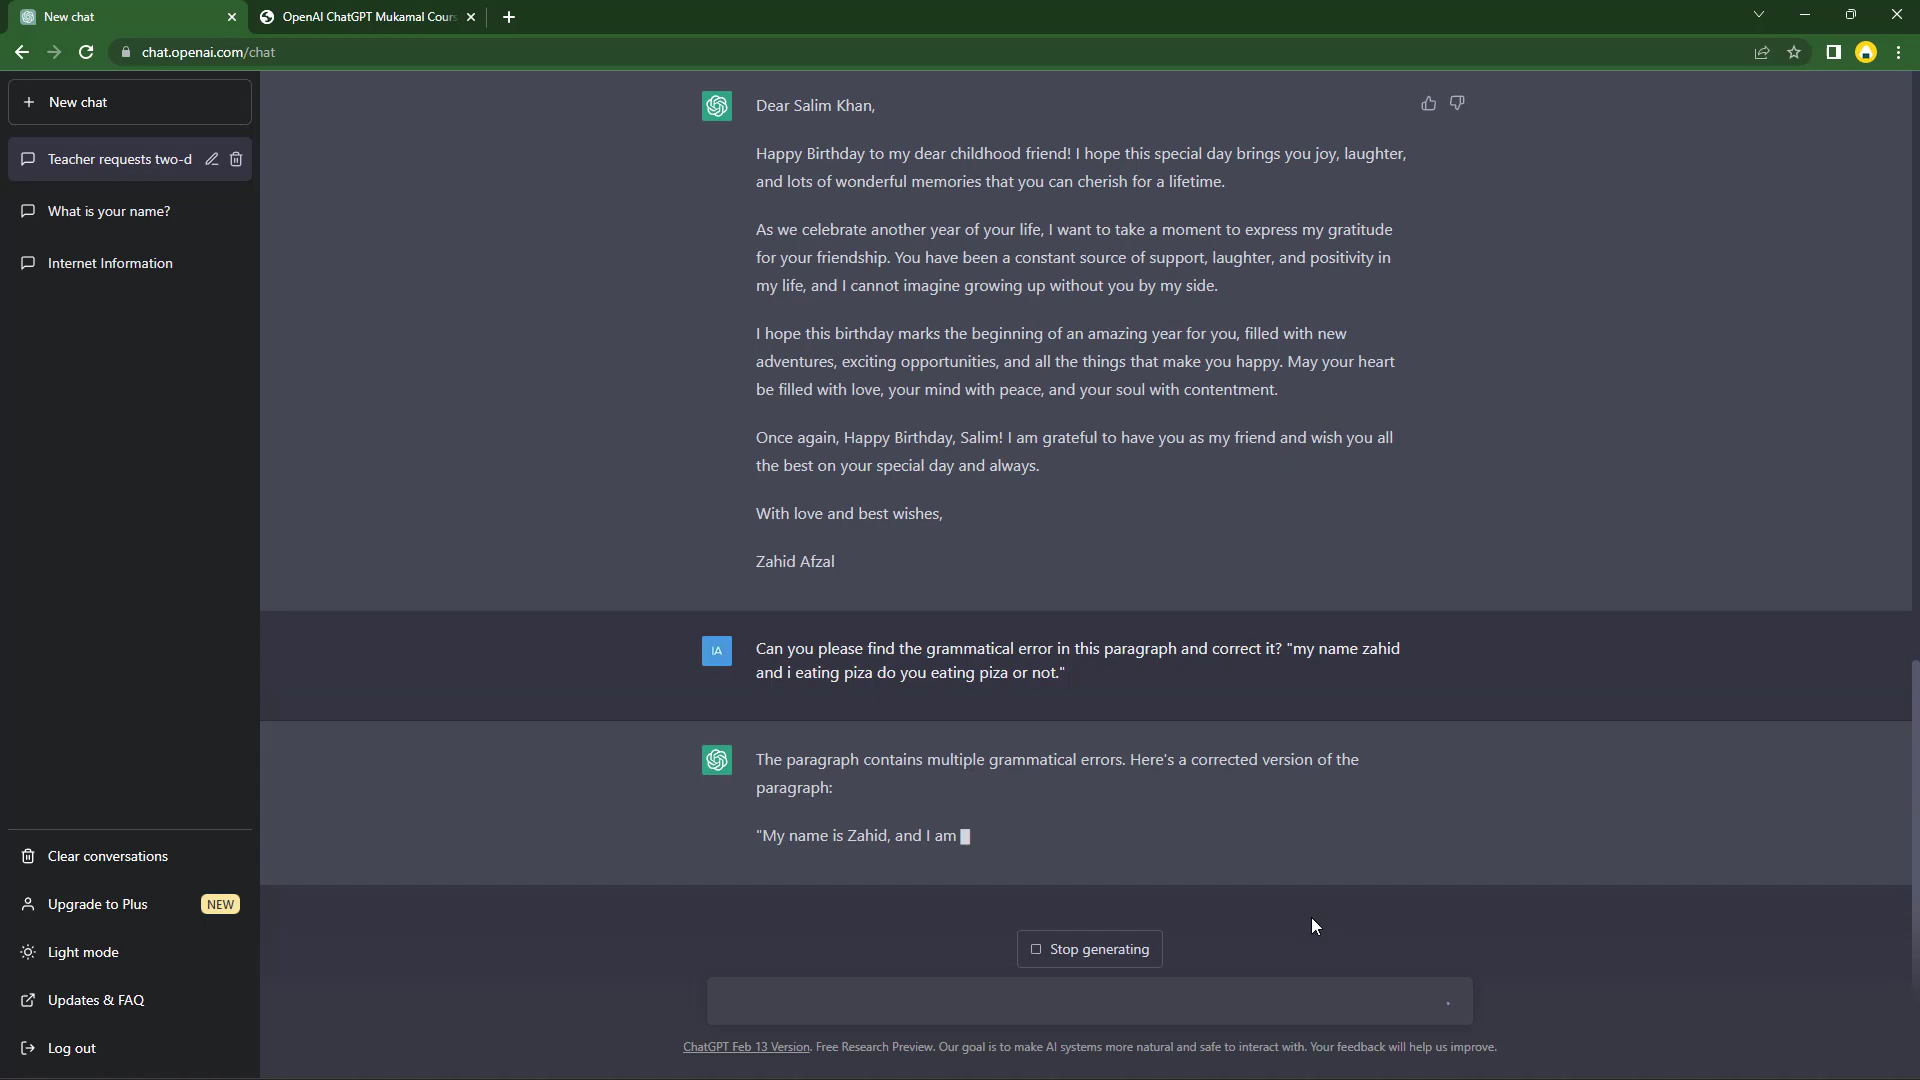 New chat
OpenAI ChatGPT Mukamal Cours
chat.openai.com/chat
New chat
Teacher requests two-d
What is your name?
Internet Information
Dear Salim Khan,
Happy Birthday to my dear childhood friend! I hope this special day brings you joy, laughter,
and lots of wonderful memories that you can cherish for a lifetime.
As we celebrate another year of your life, I want to take a moment to express my gratitude
for your friendship. You have been a constant source of support, laughter, and positivity in
my life, and I cannot imagine growing up without you by my side.
I hope this birthday marks the beginning of an amazing year for you, filled with new
adventures, exciting opportunities, and all the things that make you happy. May your heart
be filled with love, your mind with peace, and your soul with contentment.
Once again, Happy Birthday, Salim! I am grateful to have you as my friend and wish you all
the best on your special day and always.
With love and best wishes,
Zahid Afzal
IA
Can you please find the grammatical error in this paragraph and correct it? "my name zahid
and i eating piza do you eating piza or not."
The paragraph contains multiple grammatical errors. Here's a corrected version of the
paragraph:
"My name is Zahid, and I am
Clear conversations
Upgrade to Plus NEW
Light mode
Updates & FAQ
Log out
Stop generating
ChatGPT Feb 13 Version. Free Research Preview. Our goal is to make AI systems more natural and safe to interact with. Your feedback will help us improve.